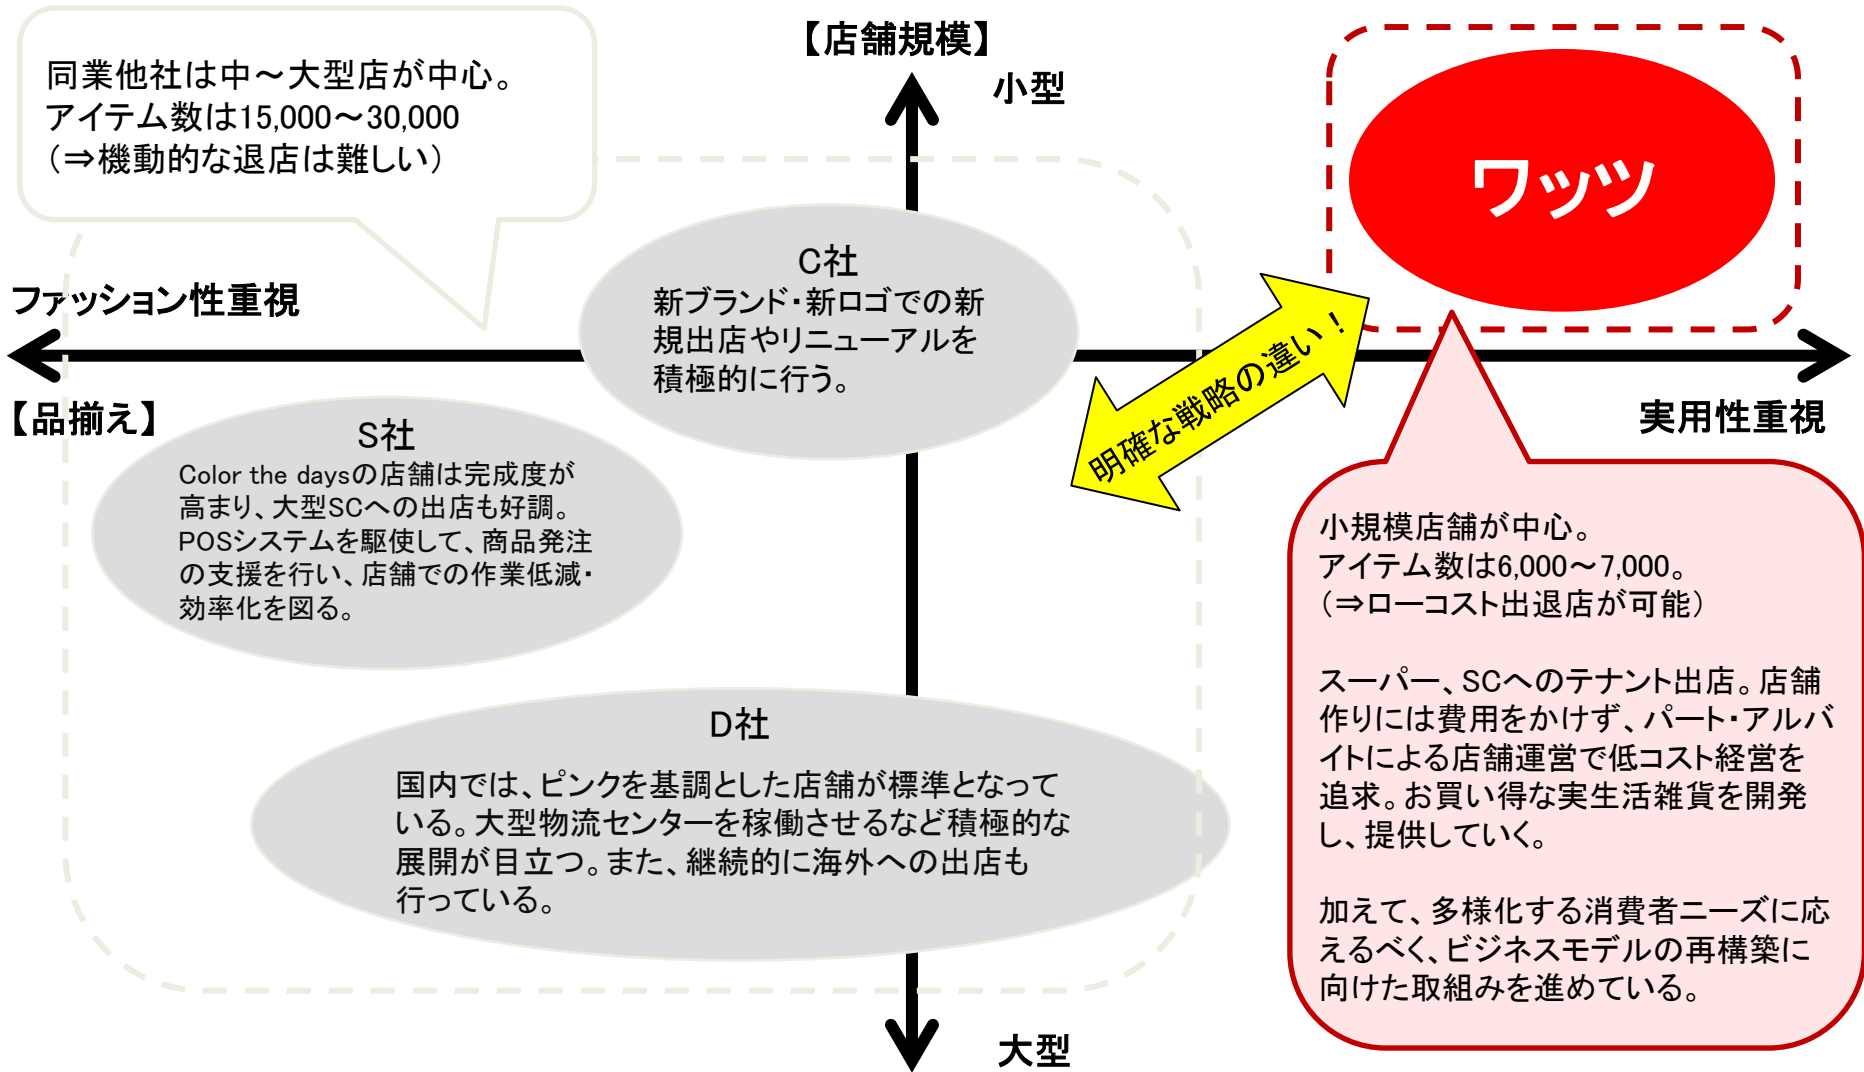 【店舗規模】
小型
同業他社は中～大型店が中心。
アイテム数は15,000～30,000
（⇒機動的な退店は難しい）
ワッツ
ファッション性重視
【品揃え】
C社
新ブランド・新ロゴでの新
規出店やリニューアルを
積極的に行う。
明確な戦略の違い！
実用性重視
S社
Color the daysの店舗は完成度が
高まり、大型SCへの出店も好調。
POSシステムを駆使して、商品発注
の支援を行い、店舗での作業低減・
効率化を図る。
D社
国内では、ピンクを基調とした店舗が標準となって
いる。大型物流センターを稼働させるなど積極的な
展開が目立つ。また、継続的に海外への出店も
行っている。
小規模店舗が中心。
アイテム数は6,000～7,000。
（⇒ローコスト出退店が可能）
スーパー、SCへのテナント出店。店舗
作りには費用をかけず、パート・アルバ
イトによる店舗運営で低コスト経営を
追求。お買い得な実生活雑貨を開発
し、提供していく。
加えて、多様化する消費者ニーズに応
えるべく、ビジネスモデルの再構築に
向けた取組みを進めている。
大型